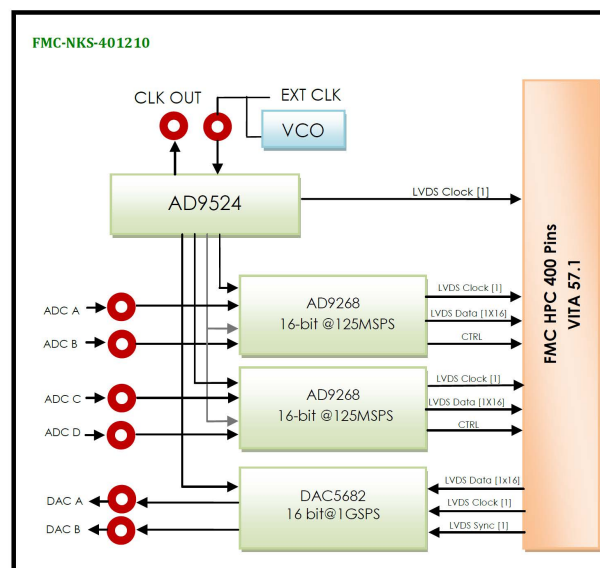 FMC-NKS-401210
CLK OUT
EXT CLK
VCO
AD9524
LVDS Clock [1]
FMC HPC 400 Pins
VITA 57.1
ADC A
ADC B
AD9268
16-bit @125MSPS
LVDS Clock [1]
LVDS Data [1X16]
CTRL
ADC C
ADC D
AD9268
16-bit @125MSPS
LVDS Clock [1]
LVDS Data [1X16]
CTRL
DAC A
DAC B
DAC5682
16 bit@1GSPS
LVDS Data [1x16]
LVDS Clock [1]
LVDS Sync [1]